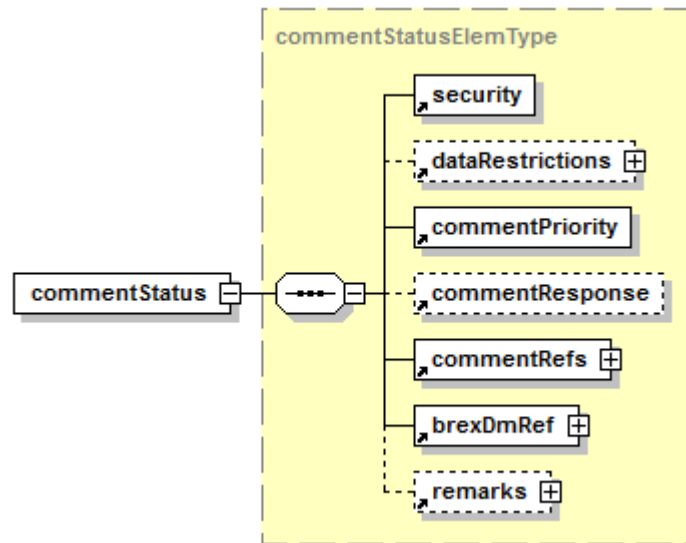 commentStatusElemType
security
dataRestrictions
commentPriority
commentStatus
commentResponse
commentRefs
brexDmRef
remarks